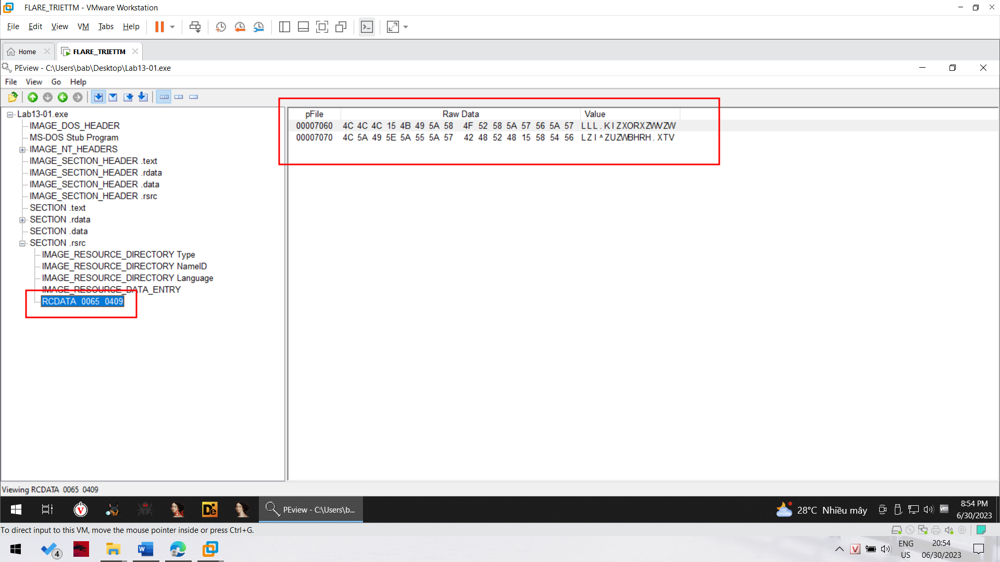 FLARE_TRIETTM - VMware Workstation
File Edit View VM Tabs Help
Home FLARE_TRIETTM
PEview - C:\Users\bab\Desktop\Lab13-01.exe
File View Go Help
Lab13-01.exe
IMAGE_DOS_HEADER
MS-DOS Stub Program
IMAGE_NT_HEADERS
IMAGE_SECTION_HEADER .text
IMAGE_SECTION_HEADER .rdata
IMAGE_SECTION_HEADER .data
IMAGE_SECTION_HEADER .rsrc
SECTION .text
SECTION .rdata
SECTION .data
SECTION .rsrc
IMAGE_RESOURCE_DIRECTORY Type
IMAGE_RESOURCE_DIRECTORY NameID
IMAGE_RESOURCE_DIRECTORY Language
IMAGE_RESOURCE_DATA_ENTRY
RCDATA 0065 0409
pFile Raw Data Value
00007060 4C 4C 4C 15 4B 49 5A 58 4F 52 58 5A 57 56 5A 57 LLL.KIZXORXZWVZW
00007070 4C 5A 49 5E 5A 55 5A 57 42 48 52 48 15 58 54 56 LZI^ZUZWBHRH.XTV
Viewing RCDATA 0065 0409
PEview - C:\Users\b...
28°C Nhiều mây
8:54 PM
6/30/2023
To direct input to this VM, move the mouse pointer inside or press Ctrl+G.
4
ENG
US
20:54
06/30/2023